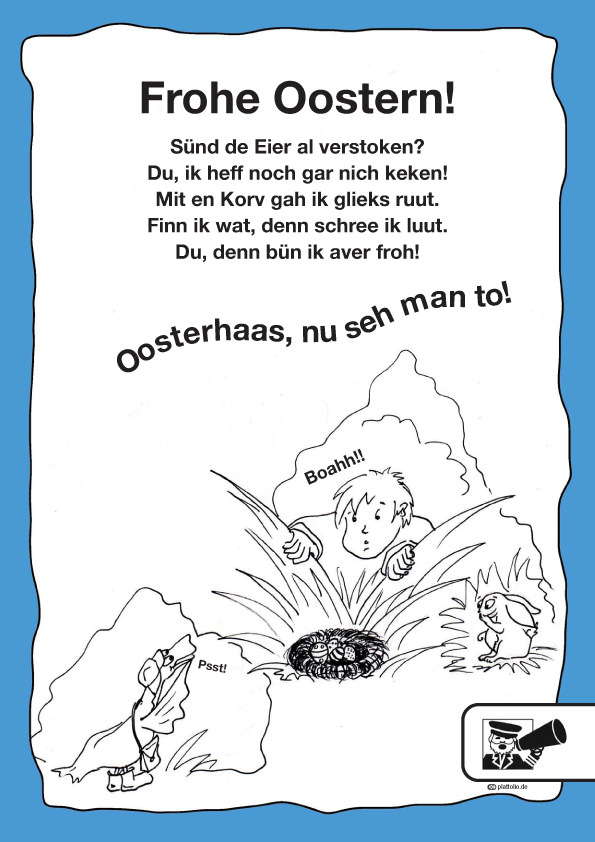 Frohe Oostern!
Sünd de Eier al verstoken?
Du, ik heff noch gar nich keken!
Mit en Korv gah ik glieks ruut.
Finn ik wat, denn schree ik luut.
Du, denn bün ik aver froh!
Oosterhaas, nu seh man to!
Boahh!!
Psst!
cc plattolio.de